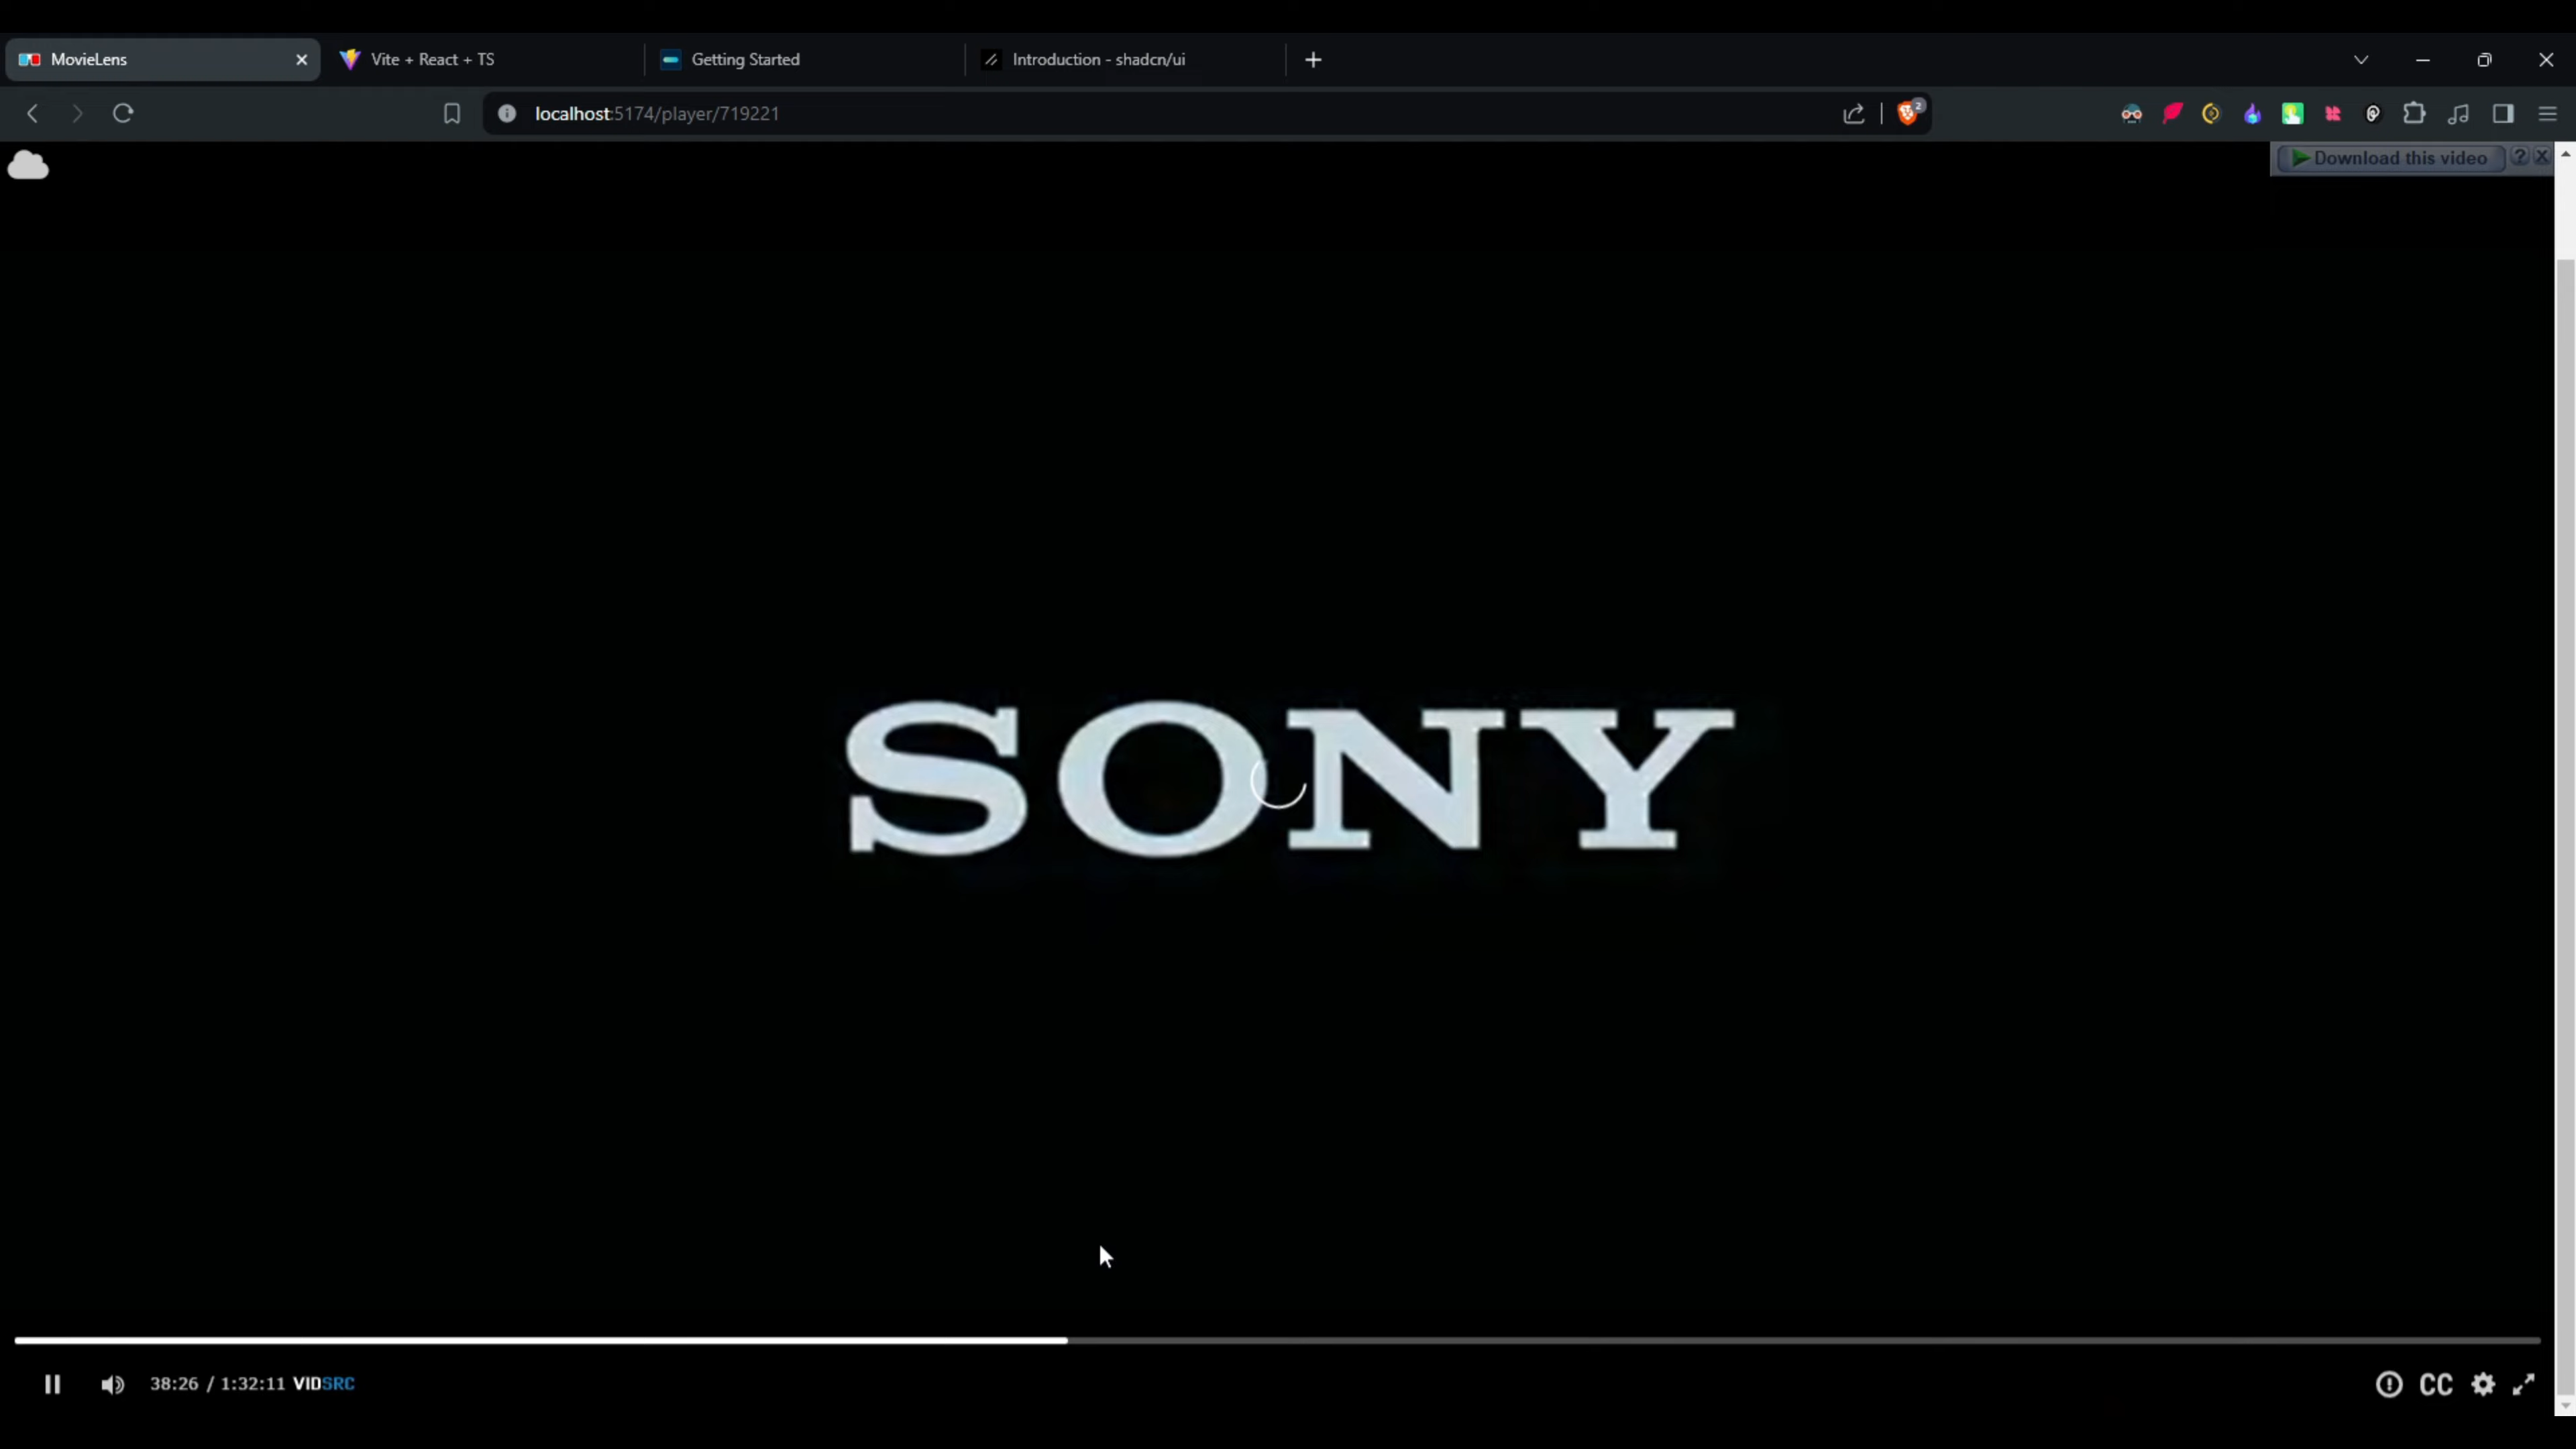 MovieLens
Vite + React + TS
Getting Started
Introduction - shadcn/ui
localhost:5174/player/719221
2
Download this video
?
X
SONY
38:26 / 1:32:11 VIDSRC
CC